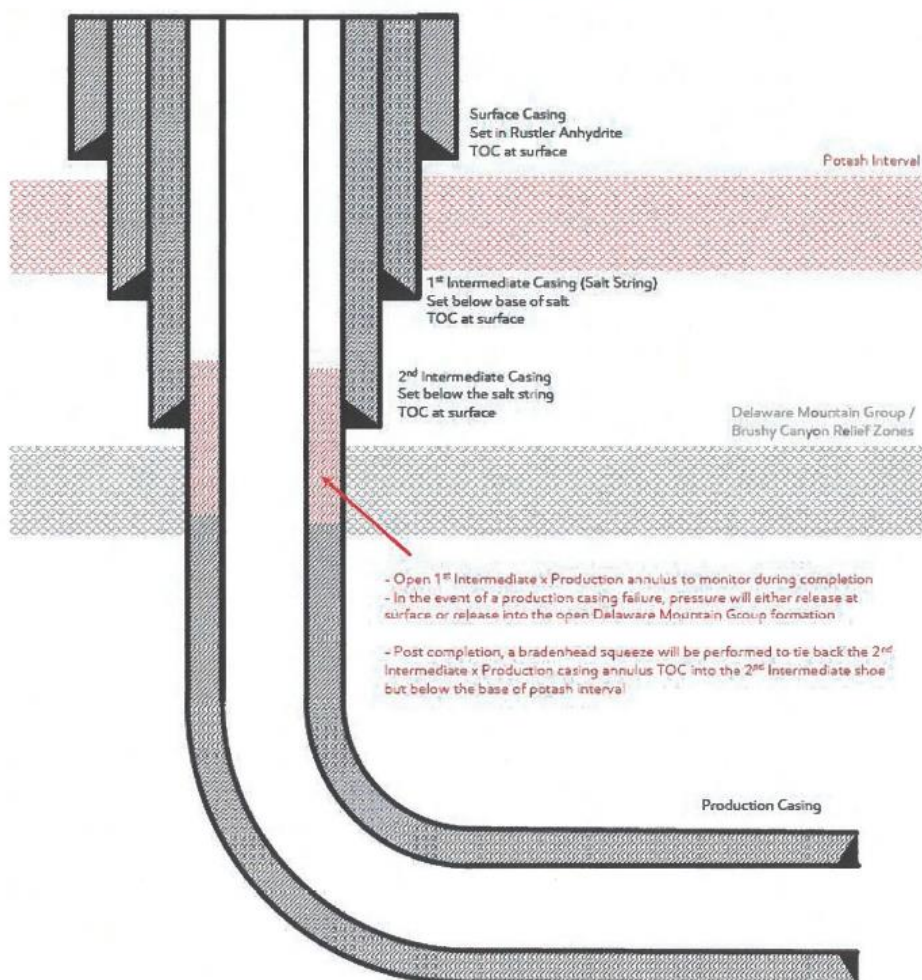 Surface Casing
Set in Rustler Anhydrite
TOC at surface
Potash Interval
1st Intermediate Casing (Salt String)
Set below base of salt
TOC at surface
2nd Intermediate Casing
Set below the salt string
TOC at surface
Delaware Mountain Group /
Brushy Canyon Relief Zones
- Open 1st Intermediate x Production annulus to monitor during completion
- In the event of a production casing failure, pressure will either release at
surface or release into the open Delaware Mountain Group formation
- Post completion, a bradenhead squeeze will be performed to tie back the 2nd
Intermediate x Production casing annulus TOC into the 2nd Intermediate shoe
but below the base of potash interval
Production Casing